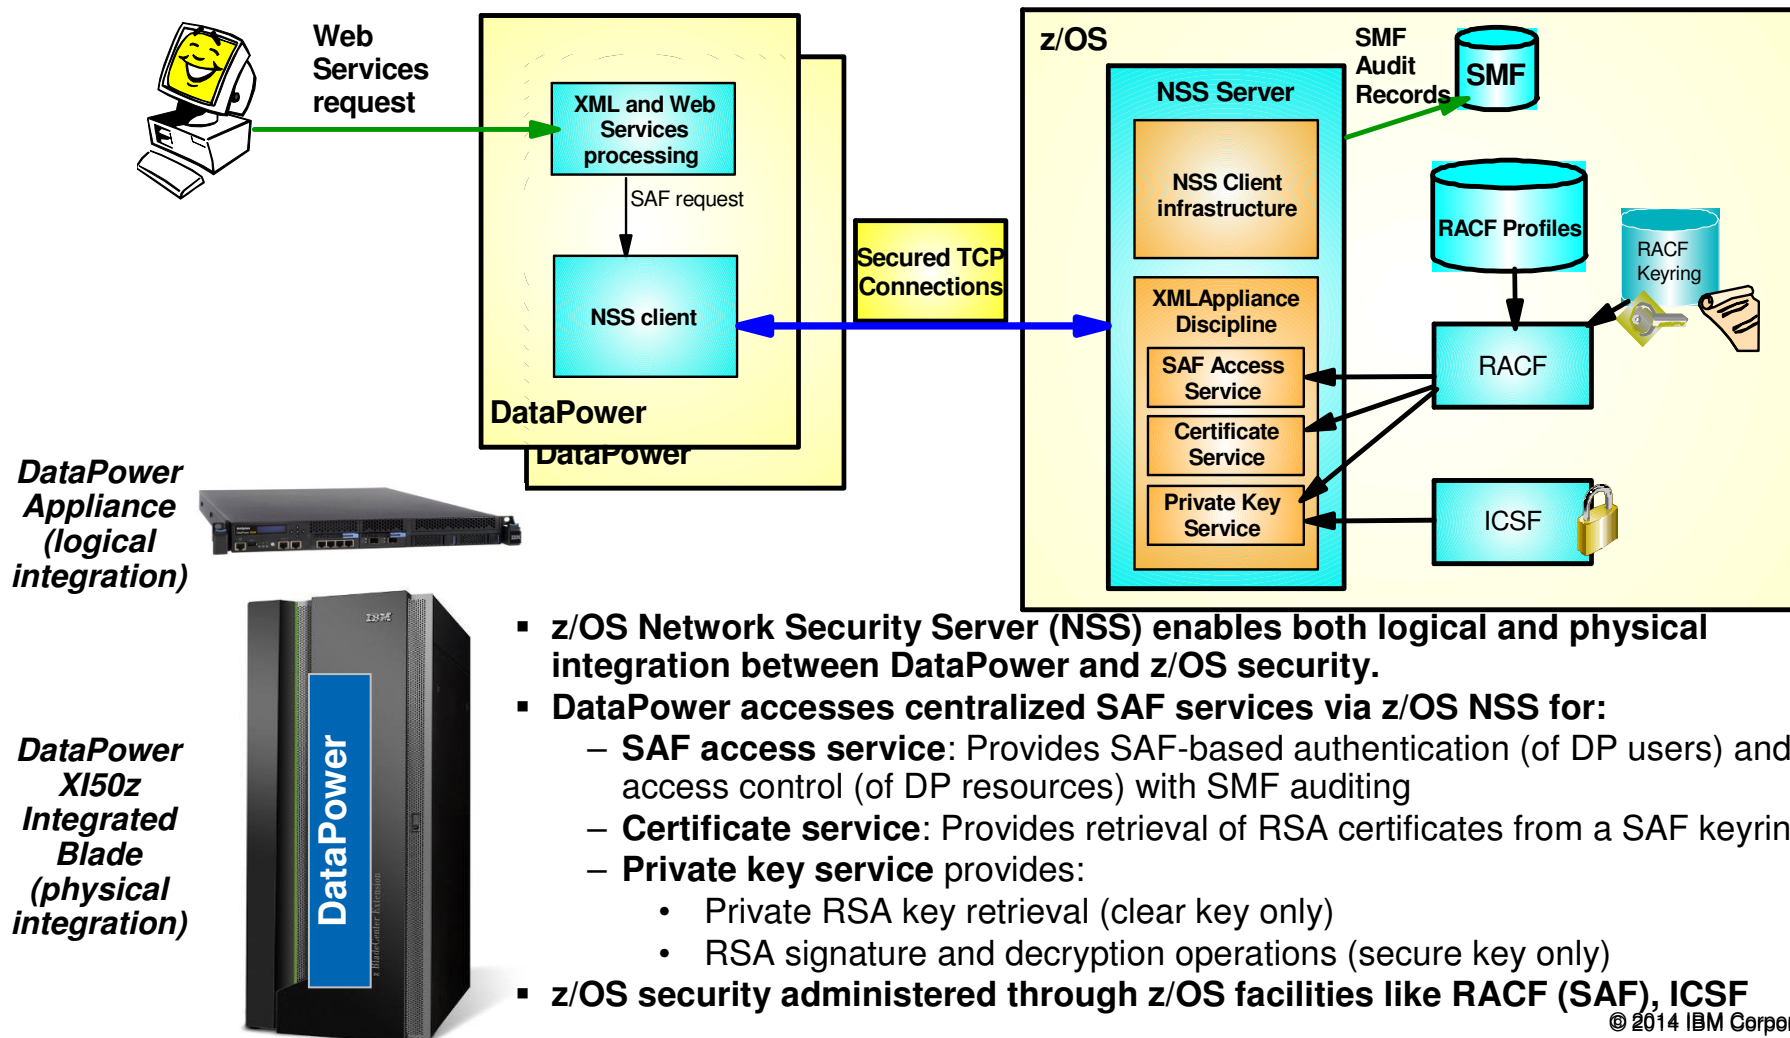 Web
Services
request
XML and Web
Services
processing
SAF request
NSS client
DataPower
DataPower
Secured TCP
Connections
z/OS
NSS Server
NSS Client
infrastructure
XMLAppliance
Discipline
SAF Access
Service
Certificate
Service
Private Key
Service
SMF
Audit
Records
SMF
RACF Profiles
RACF
Keyring
RACF
ICSF
DataPower
Appliance
(logical
integration)
DataPower
XI50z
Integrated
Blade
(physical
integration)
IBM
DataPower
z BladeCenter Extension
▪ z/OS Network Security Server (NSS) enables both logical and physical
integration between DataPower and z/OS security.
▪ DataPower accesses centralized SAF services via z/OS NSS for:
– SAF access service: Provides SAF-based authentication (of DP users) and
access control (of DP resources) with SMF auditing
– Certificate service: Provides retrieval of RSA certificates from a SAF keyrin
– Private key service provides:
• Private RSA key retrieval (clear key only)
• RSA signature and decryption operations (secure key only)
▪ z/OS security administered through z/OS facilities like RACF (SAF), ICSF
© 2014 IBM Corpor